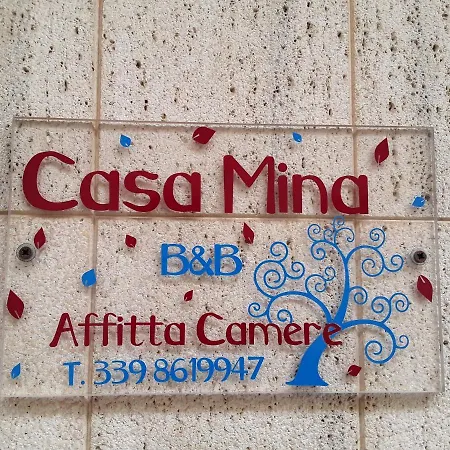 Casa Mina
B&B
Affitta Camere
T. 339 8619947